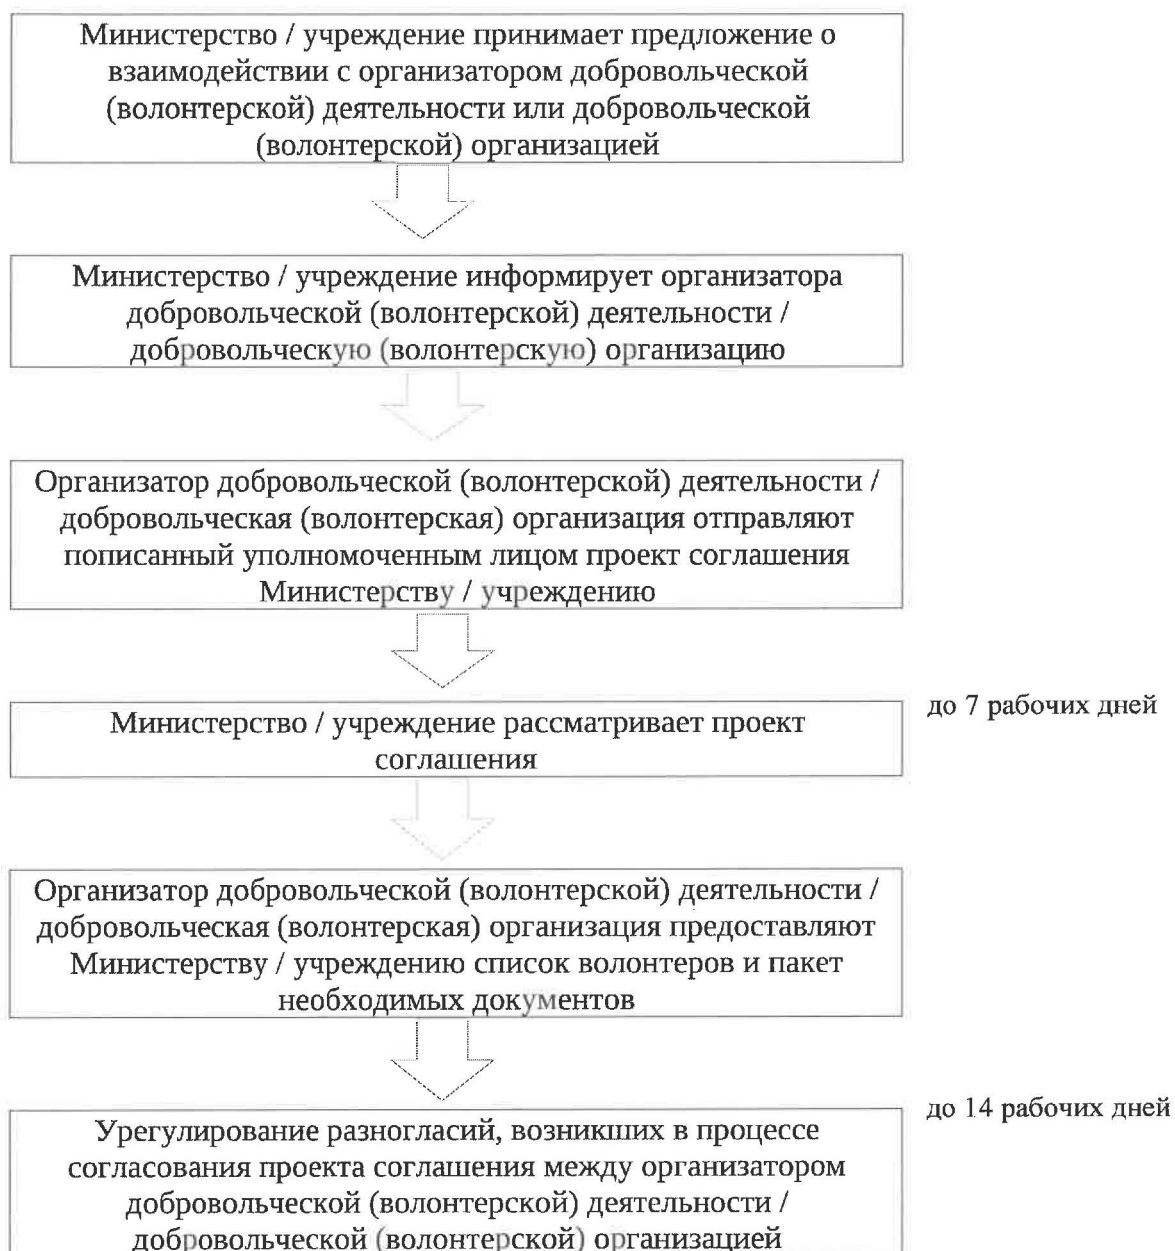 Министерство / учреждение принимает предложение о
взаимодействии с организатором добровольческой
(волонтерской) деятельности или добровольческой
(волонтерской) организацией
Министерство / учреждение информирует организатора
добровольческой (волонтерской) деятельности /
добровольческую (волонтерскую) организацию
Организатор добровольческой (волонтерской) деятельности /
добровольческая (волонтерская) организация отправляют
пописанный уполномоченным лицом проект соглашения
Министерству / учреждению
до 7 рабочих дней
Министерство / учреждение рассматривает проект
соглашения
Организатор добровольческой (волонтерской) деятельности /
добровольческая (волонтерская) организация предоставляют
Министерству / учреждению список волонтеров и пакет
необходимых документов
до 14 рабочих дней
Урегулирование разногласий, возникших в процессе
согласования проекта соглашения между организатором
добровольческой (волонтерской) деятельности /
добровольческой (волонтерской) организацией